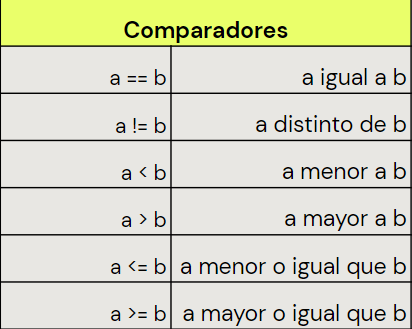 Comparadores
a == b a igual a b
a != b a distinto de b
a < b a menor a b
a > b a mayor a b
a <= b a menor o igual que b
a >= b a mayor o igual que b